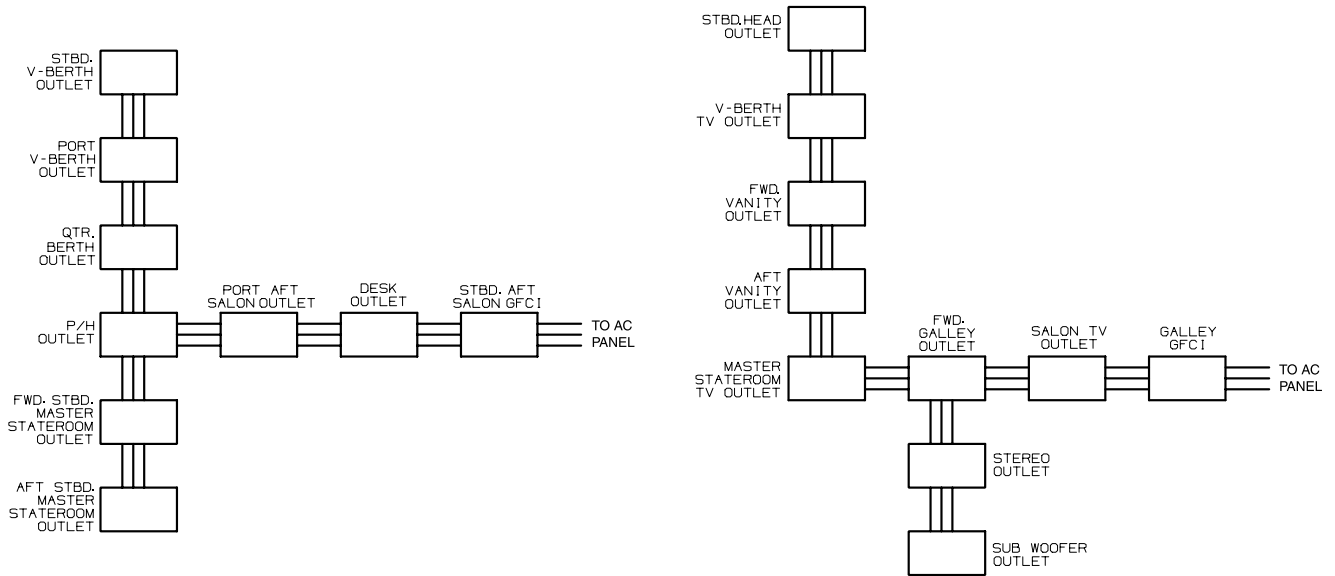 STBD.
V-BERTH
OUTLET
PORT
V-BERTH
OUTLET
QTR.
BERTH
OUTLET
P/H
OUTLET
PORT AFT
SALON OUTLET
DESK
OUTLET
STBD. AFT
SALON GFCI
TO AC
PANEL
FWD. STBD.
MASTER
STATEROOM
OUTLET
AFT STBD.
MASTER
STATEROOM
OUTLET
STBD. HEAD
OUTLET
V-BERTH
TV OUTLET
FWD.
VANITY
OUTLET
AFT
VANITY
OUTLET
MASTER
STATEROOM
TV OUTLET
FWD.
GALLEY
OUTLET
SALON TV
OUTLET
GALLEY
GFCI
TO AC
PANEL
STEREO
OUTLET
SUB WOOFER
OUTLET